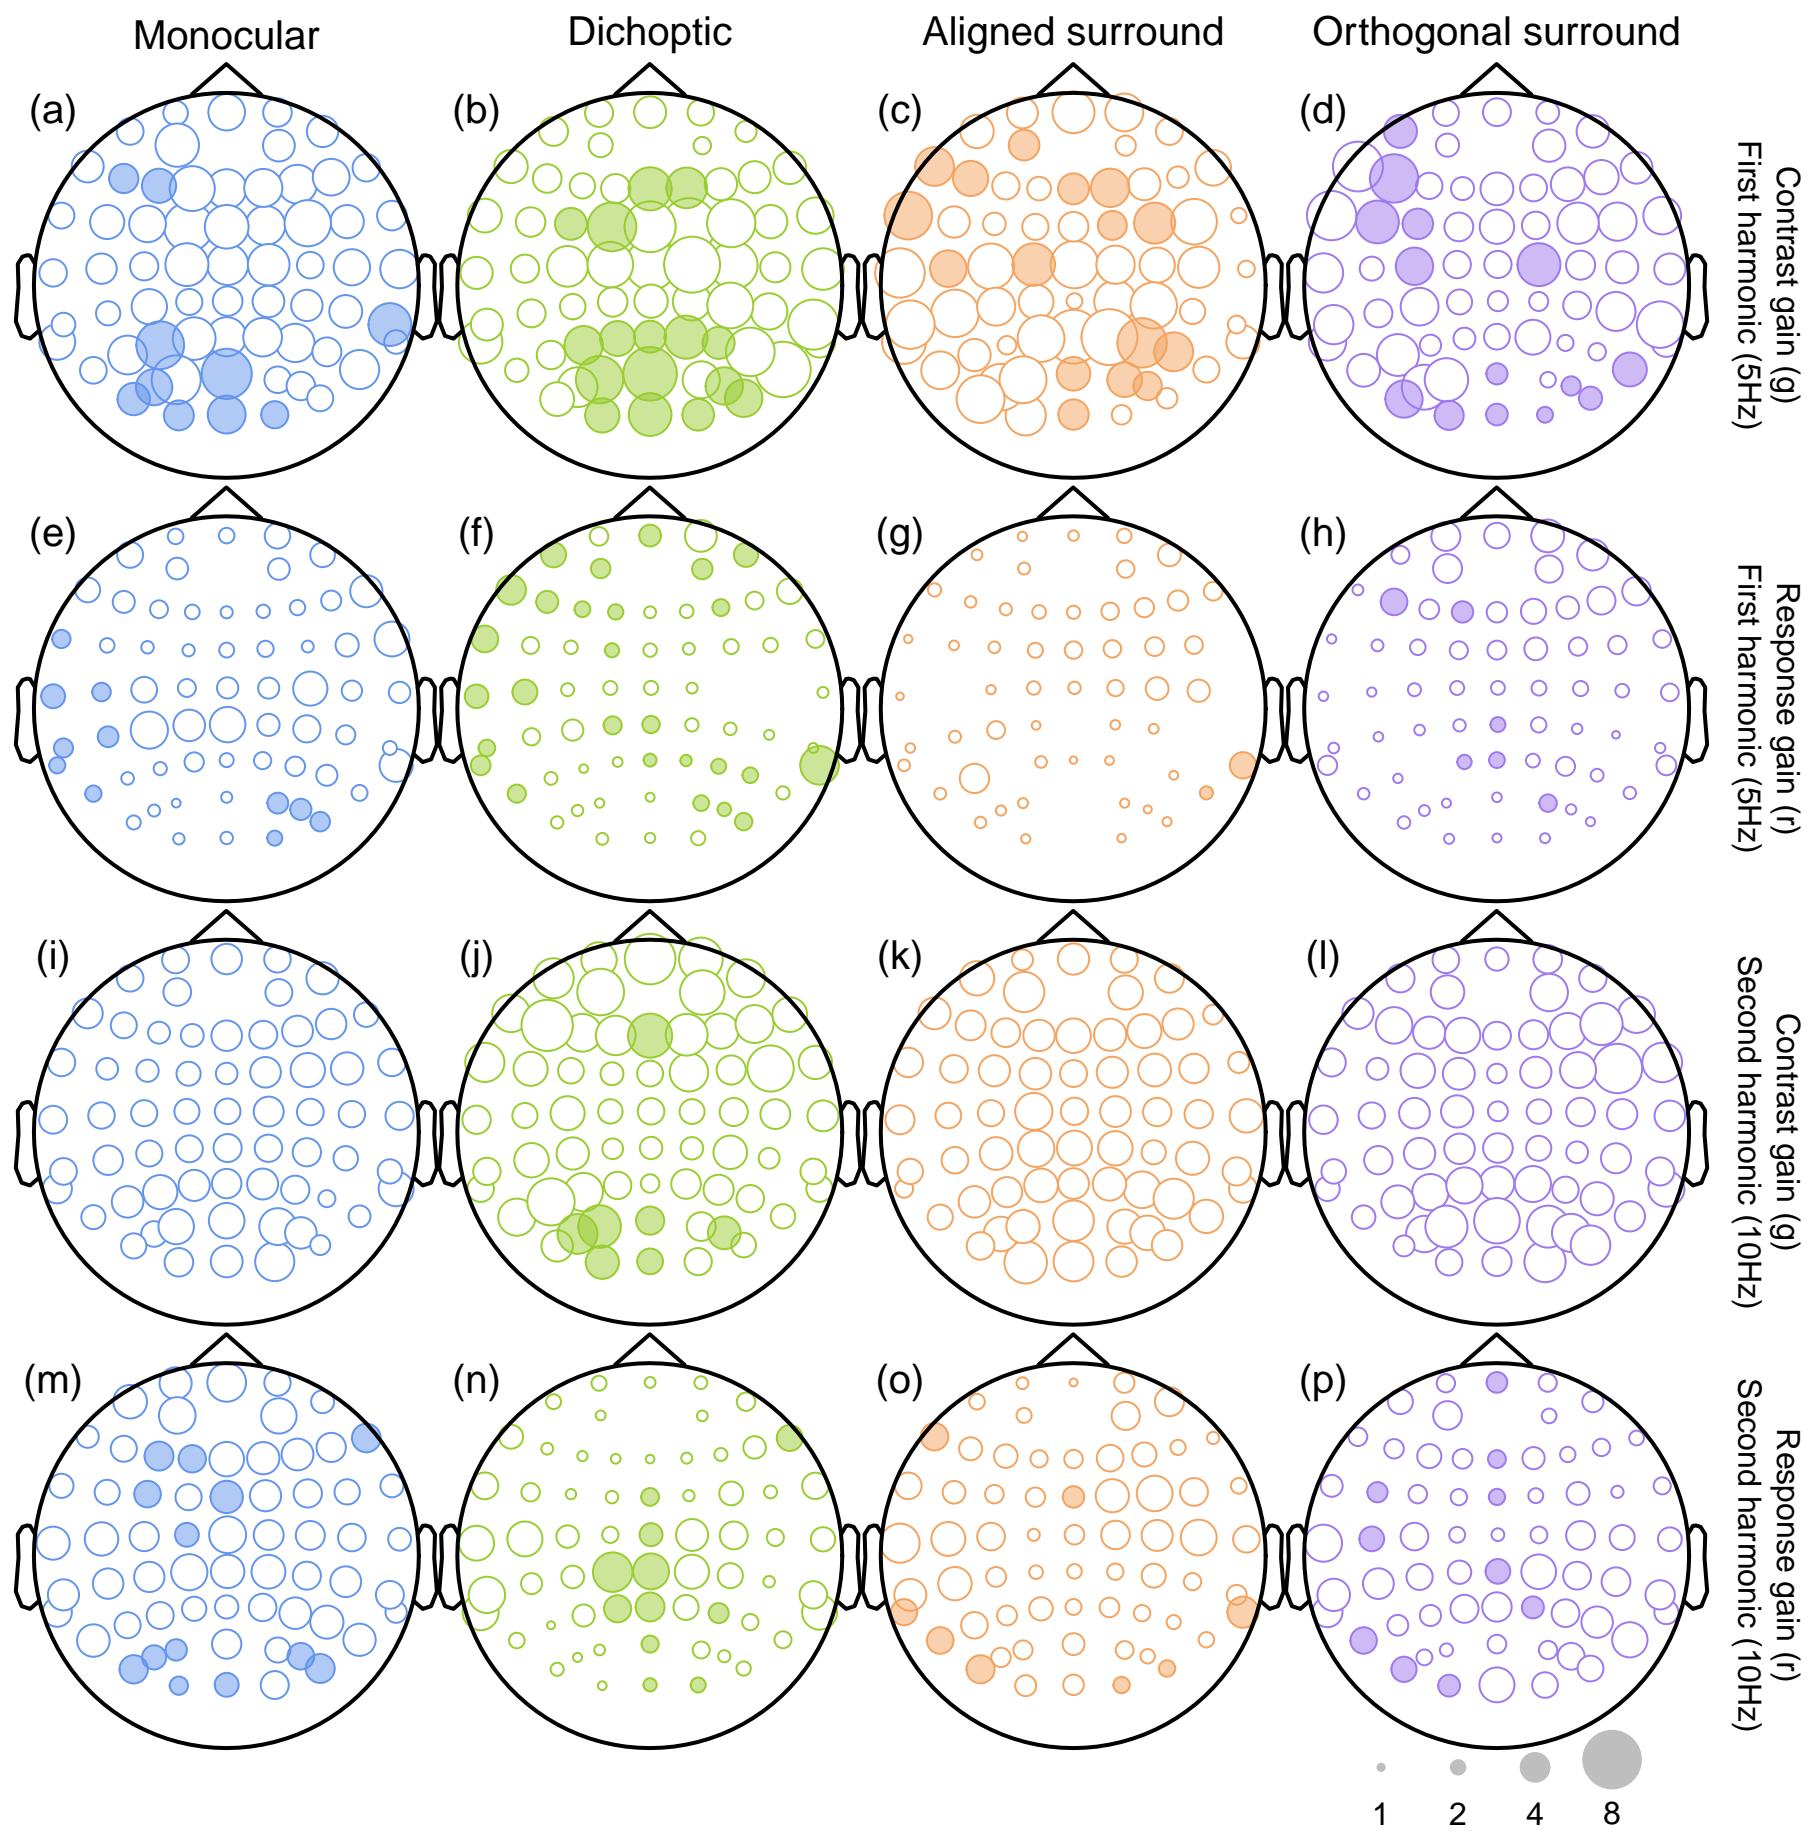 Monocular
Dichoptic
Aligned surround
Orthogonal surround
(a)
(b)
(c)
(d)
Contrast gain (g)
First harmonic (5Hz)
(e)
(f)
(g)
(h)
Response gain (r)
First harmonic (5Hz)
(i)
(j)
(k)
(l)
Contrast gain (g)
Second harmonic (10Hz)
(m)
(n)
(o)
(p)
Response gain (r)
Second harmonic (10Hz)
1
2
4
8